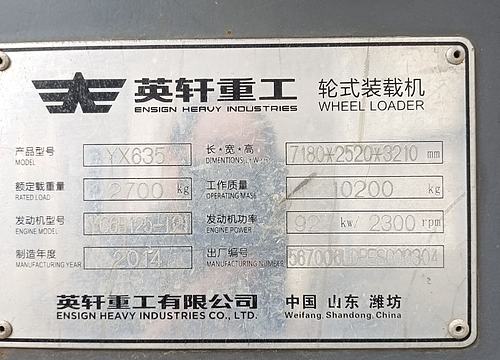 英轩重工 轮式装载机
ENSIGN HEAVY INDUSTRIES WHEEL LOADER
产品型号 YX635 长·宽·高 7180*2520*3210 mm
MODEL DIMENTIONS
额定载重量 2700 kg 工作质量 10200 kg
RATED LOAD OPERATING MASS
发动机型号 发动机功率 kw/ 2300 rpm
ENGINE MODEL ENGINE POWER
制造年度 2014 出厂编号
MANUFACTURING YEAR MANUFACTURING NUMBER
英轩重工有限公司 中国 山东 潍坊
ENSIGN HEAVY INDUSTRIES CO., LTD. Weifang, Shandong, China